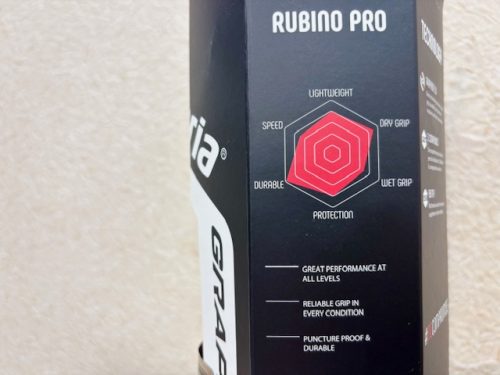 RUBINO PRO
LIGHTWEIGHT
SPEED
DRY GRIP
DURABLE
WET GRIP
PROTECTION
GREAT PERFORMANCE AT
ALL LEVELS
RELIABLE GRIP IN
EVERY CONDITION
PUNCTURE PROOF &
DURABLE
ria®
GRAP